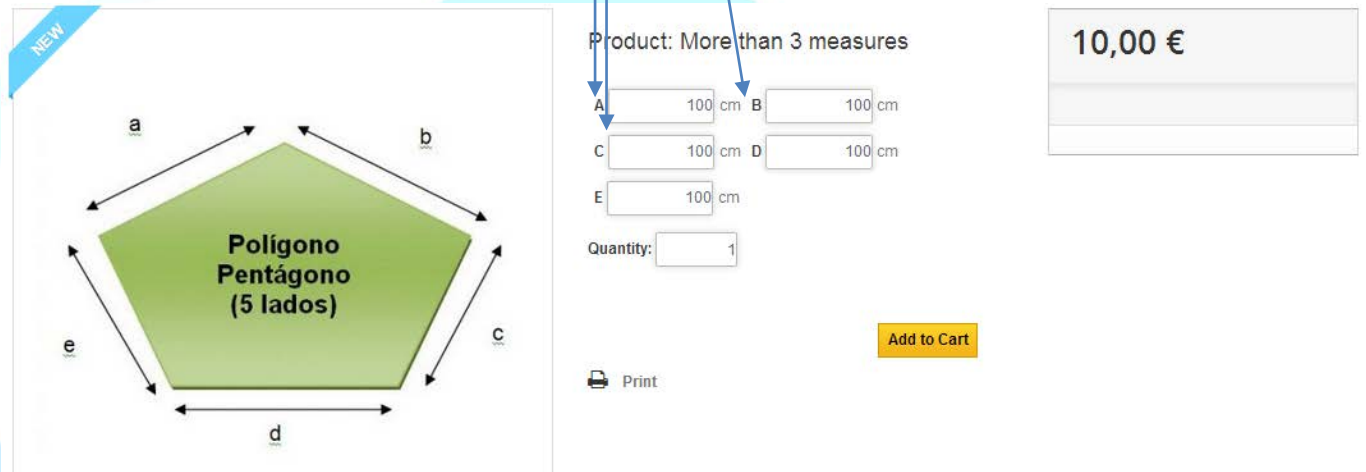 NEW
a
b
Polígono
Pentágono
(5 lados)
e
c
d
Product: More than 3 measures
A 100 cm B 100 cm
C 100 cm D 100 cm
E 100 cm
Quantity: 1
Add to Cart
Print
10,00 €